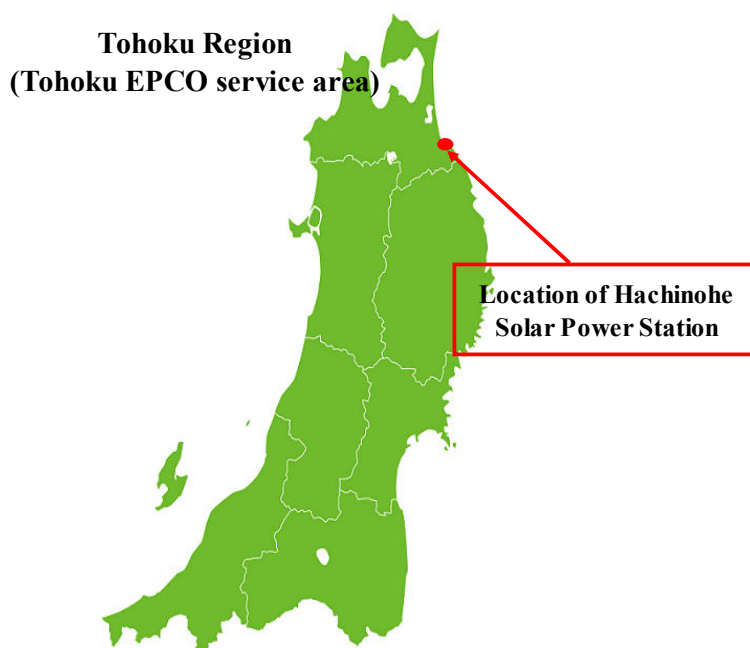 Tohoku Region
(Tohoku EPCO service area)
Location of Hachinohe
Solar Power Station